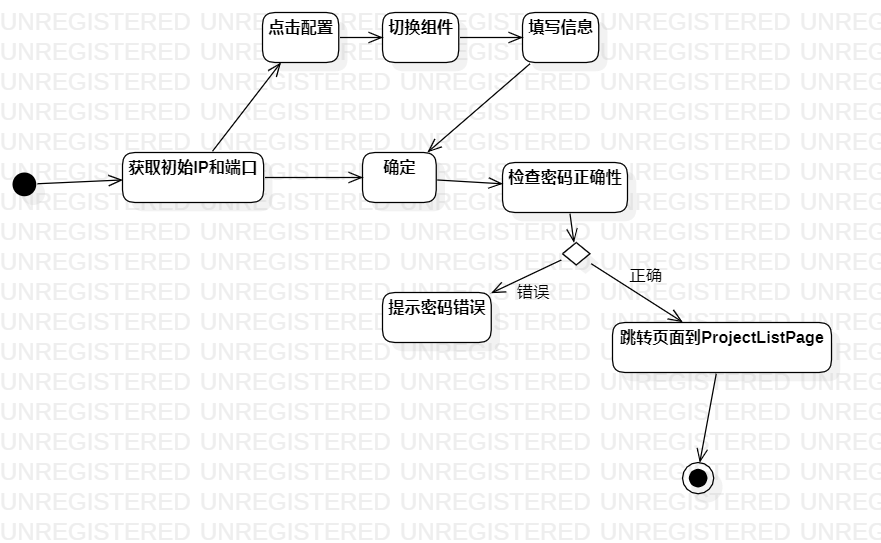 点击配置
切换组件
填写信息
获取初始IP和端口
确定
检查密码正确性
正确
错误
提示密码错误
跳转页面到ProjectListPage
UNREGISTERED